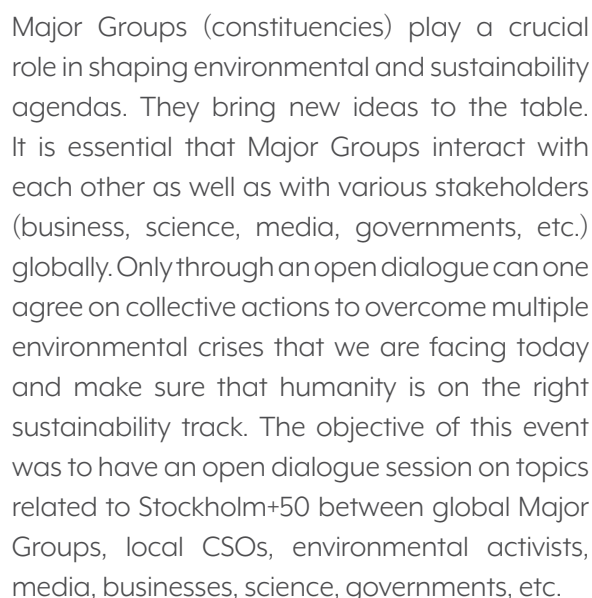 Major Groups (constituencies) play a crucial
role in shaping environmental and sustainability
agendas. They bring new ideas to the table.
It is essential that Major Groups interact with
each other as well as with various stakeholders
(business, science, media, governments, etc.)
globally. Only through an open dialogue can one
agree on collective actions to overcome multiple
environmental crises that we are facing today
and make sure that humanity is on the right
sustainability track. The objective of this event
was to have an open dialogue session on topics
related to Stockholm+50 between global Major
Groups, local CSOs, environmental activists,
media, businesses, science, governments, etc.